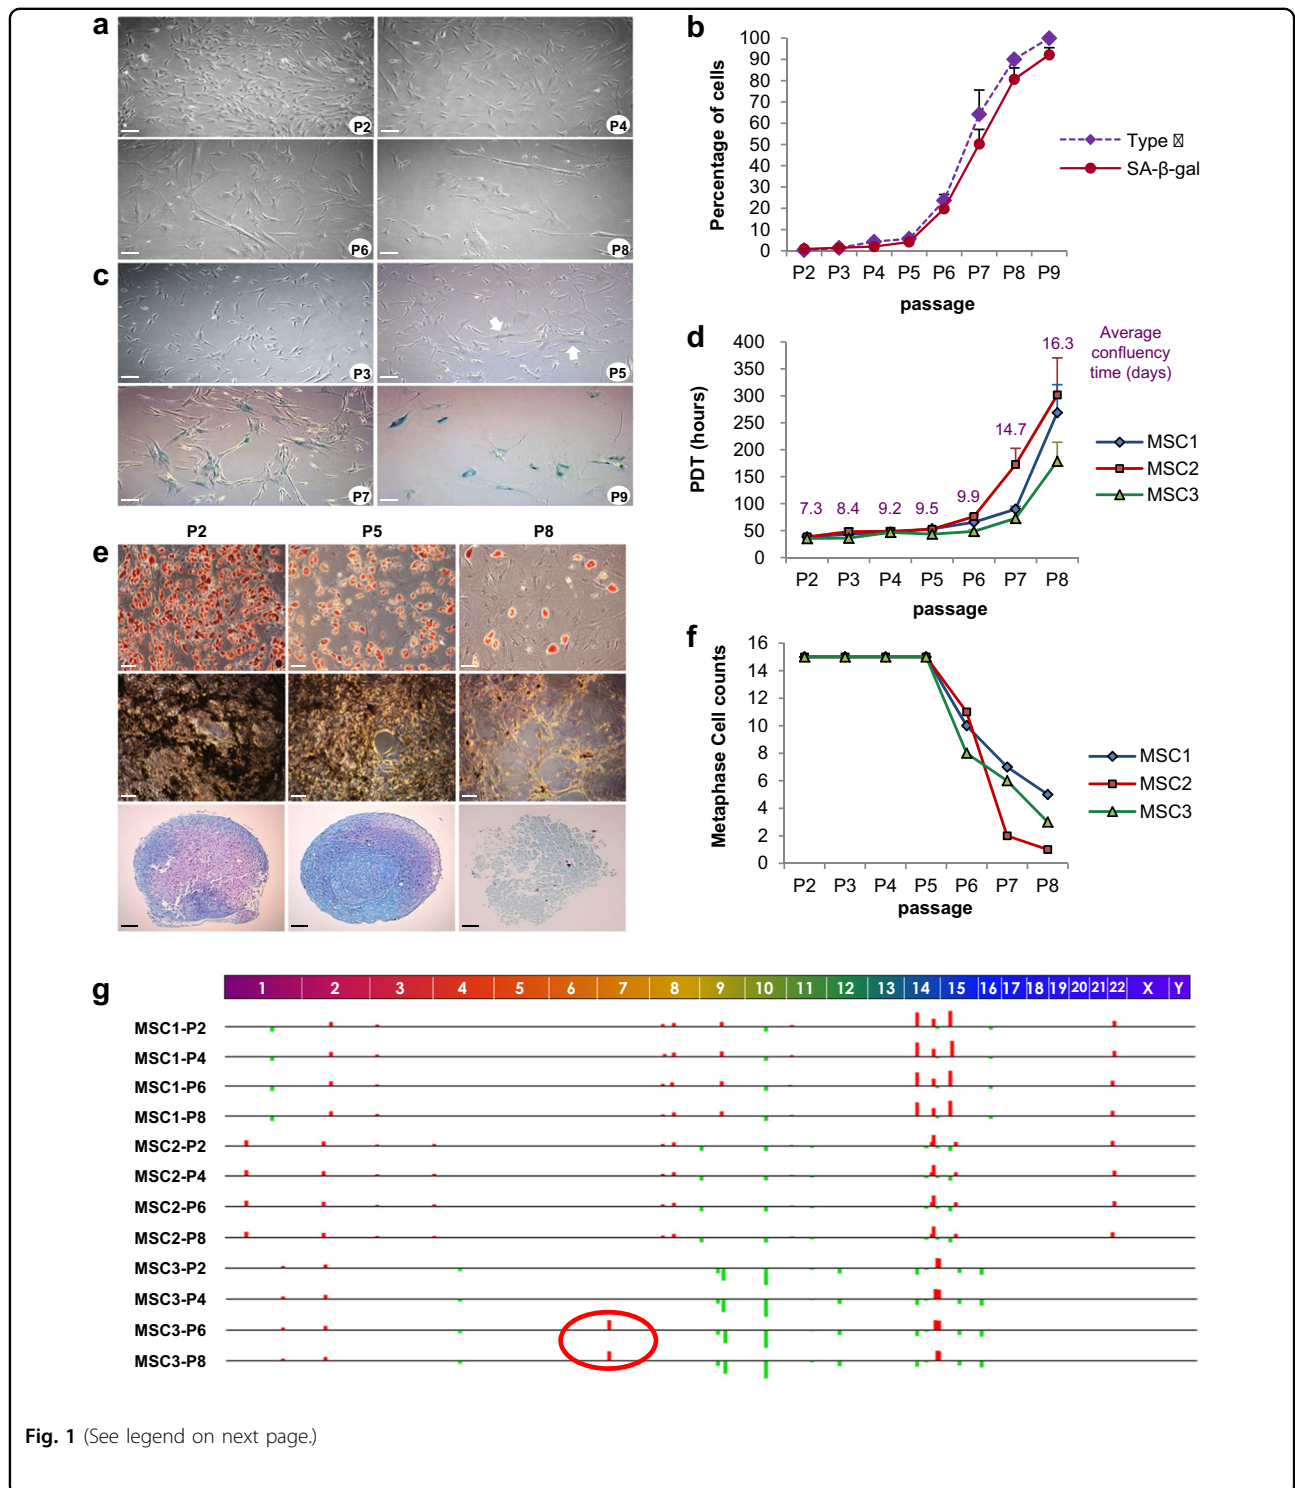 a
P2
P4
P6
P8
b
100
90
80
70
60
50
40
30
20
10
0
Percentage of cells
P2 P3 P4 P5 P6 P7 P8 P9
passage
Type
SA-β-gal
c
P3
P5
P7
P9
d
400
350
300
250
200
150
100
50
0
PDT (hours)
7.3 8.4 9.2 9.5 9.9 14.7 16.3
Average
confluency
time (days)
P2 P3 P4 P5 P6 P7 P8
passage
MSC1
MSC2
MSC3
e
P2 P5 P8
f
16
14
12
10
8
6
4
2
0
Metaphase Cell counts
P2 P3 P4 P5 P6 P7 P8
passage
MSC1
MSC2
MSC3
g
1 2 3 4 5 6 7 8 9 10 11 12 13 14 15 16 17 18 19 20 21 22 X Y
MSC1-P2
MSC1-P4
MSC1-P6
MSC1-P8
MSC2-P2
MSC2-P4
MSC2-P6
MSC2-P8
MSC3-P2
MSC3-P4
MSC3-P6
MSC3-P8
Fig. 1 (See legend on next page.)